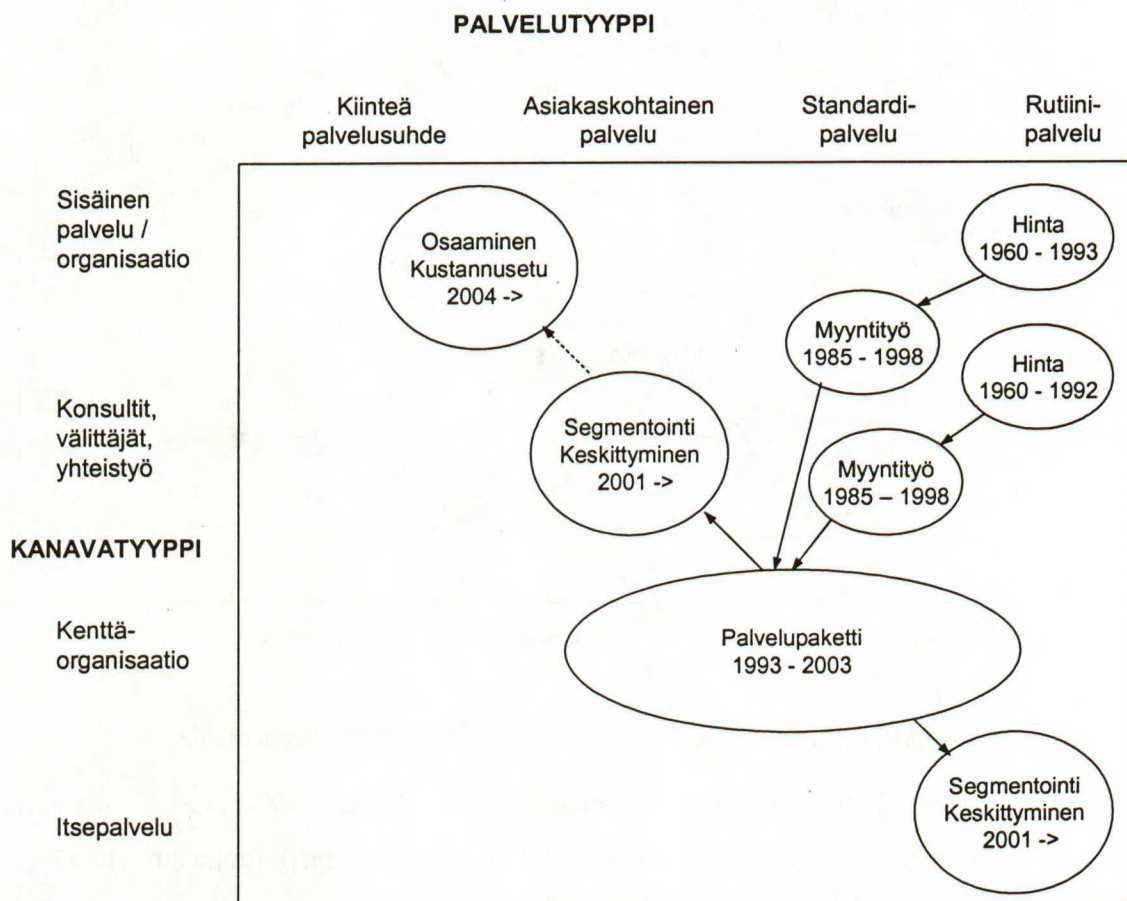 PALVELUTYYPPI
Kiinteä
palvelusuhde
Asiakaskohtainen
palvelu
Standardi-
palvelu
Rutiini-
palvelu
Sisäinen
palvelu /
organisaatio
Osaaminen
Kustannusetu
2004 ->
Hinta
1960 - 1993
Myyntityö
1985 - 1998
Hinta
1960 - 1992
Konsultit,
välittäjät,
yhteistyö
Segmentointi
Keskittyminen
2001 ->
Myyntityö
1985 – 1998
KANAVATYYPPI
Kenttä-
organisaatio
Palvelupaketti
1993 - 2003
Itsepalvelu
Segmentointi
Keskittyminen
2001 ->